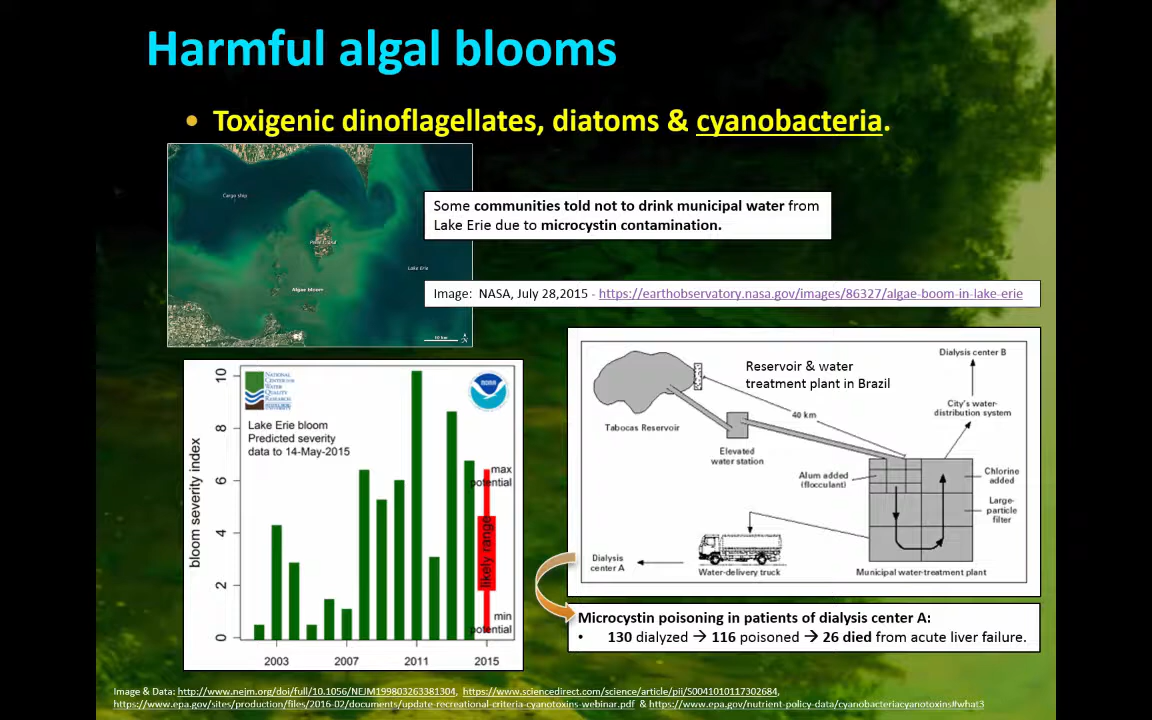 Harmful algal blooms
• Toxigenic dinoflagellates, diatoms & cyanobacteria.
Cargo ship
Pelee Island
Lake Erie
Algae bloom
10 km
N
Some communities told not to drink municipal water from
Lake Erie due to microcystin contamination.
Image: NASA, July 28,2015 - https://earthobservatory.nasa.gov/images/86327/algae-boom-in-lake-erie
NATIONAL
CENTER FOR
WATER
QUALITY
RESEARCH
NOAA
Lake Erie bloom
Predicted severity
data to 14-May-2015
bloom severity index
10
8
6
4
2
0
max
potential
likely range
min
potential
2003
2007
2011
2015
Reservoir & water
treatment plant in Brazil
Dialysis center B
City's water-
distribution system
40 km
Tabocas Reservoir
Elevated
water station
Alum added
(flocculant)
Chlorine
added
Large-
particle
filter
Dialysis
center A
Water-delivery truck
Municipal water-treatment plant
Microcystin poisoning in patients of dialysis center A:
• 130 dialyzed → 116 poisoned → 26 died from acute liver failure.
Image & Data: http://www.nejm.org/doi/full/10.1056/NEJM199803263381304, https://www.sciencedirect.com/science/article/pii/S0041010117302684,
https://www.epa.gov/sites/production/files/2016-02/documents/update-recreational-criteria-cyanotoxins-webinar.pdf & https://www.epa.gov/nutrient-policy-data/cyanobacteriacyanotoxins#what3